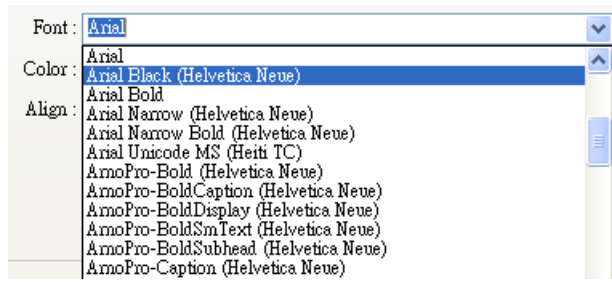 Font : Arial
Arial
Color :
Arial Black (Helvetica Neue)
Arial Bold
Align :
Arial Narrow (Helvetica Neue)
Arial Narrow Bold (Helvetica Neue)
Arial Unicode MS (Heiti TC)
ArnoPro-Bold (Helvetica Neue)
ArnoPro-BoldCaption (Helvetica Neue)
ArnoPro-BoldDisplay (Helvetica Neue)
ArnoPro-BoldSmText (Helvetica Neue)
ArnoPro-BoldSubhead (Helvetica Neue)
ArnoPro-Caption (Helvetica Neue)